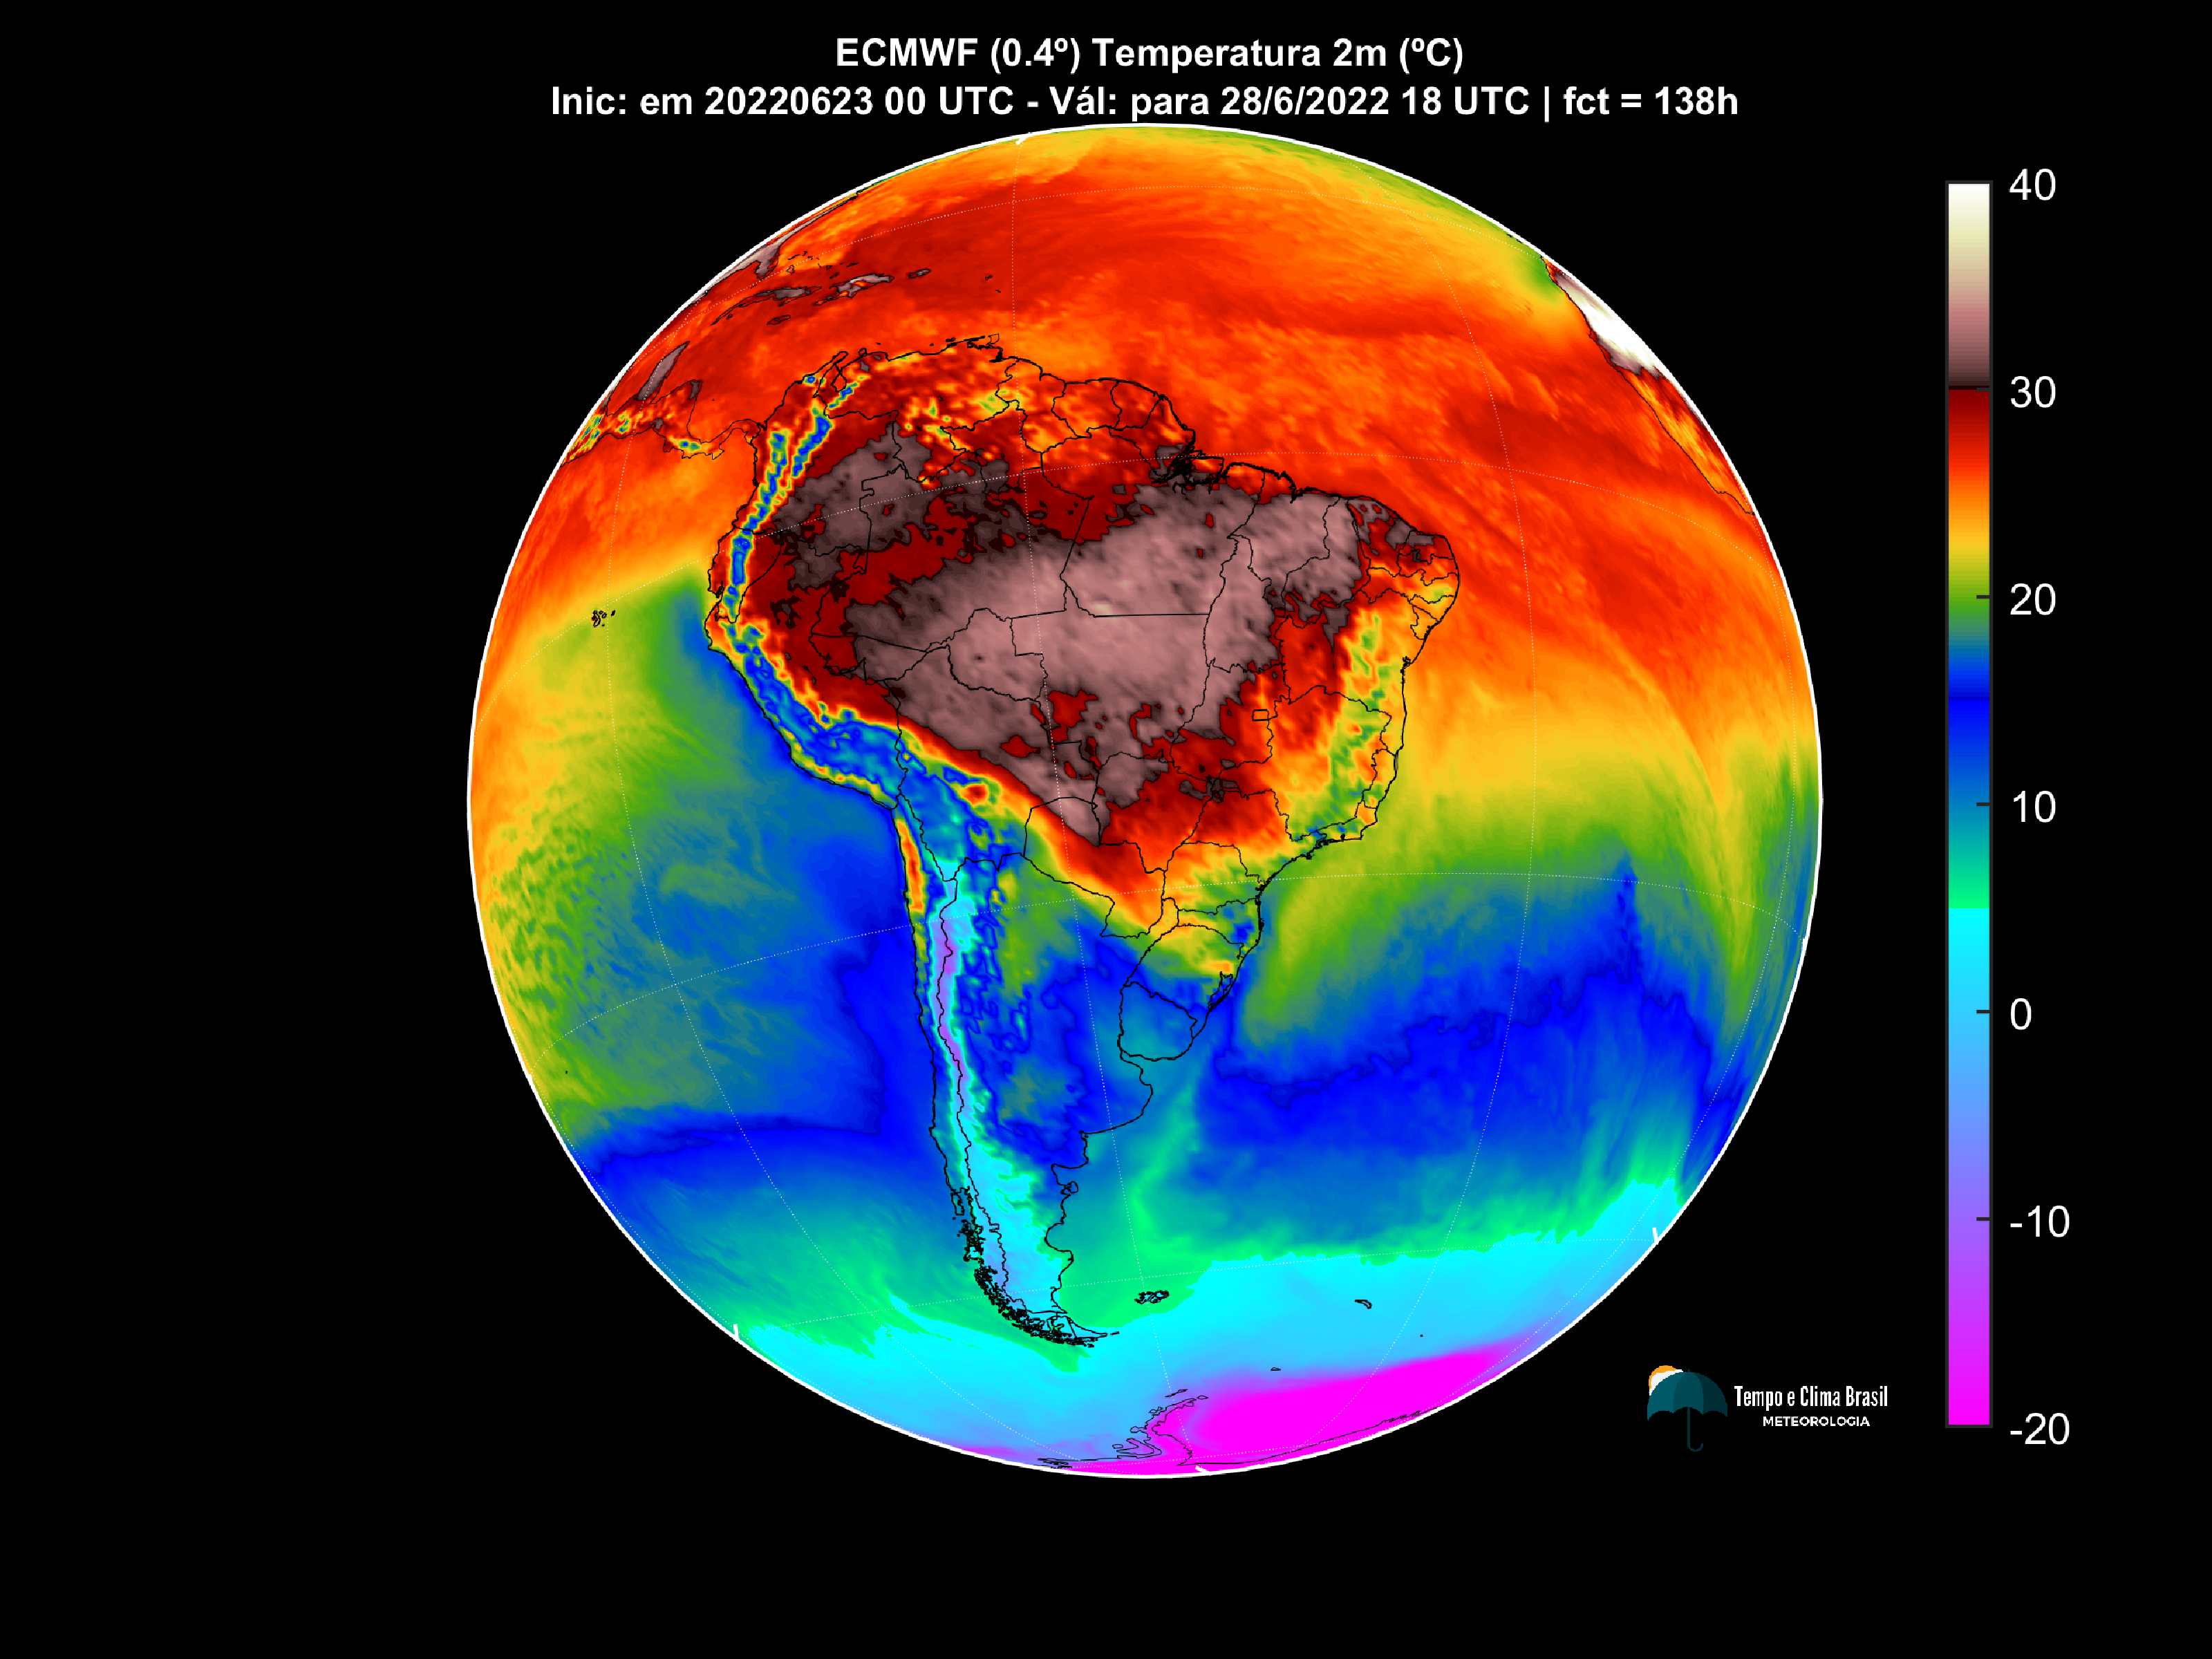 ECMWF (0.4º) Temperatura 2m (ºC)
Inic: em 20220623 00 UTC - Vál: para 28/6/2022 18 UTC | fct = 138h
40
30
20
10
0
-10
-20
Tempo e Clima Brasil
METEOROLOGIA